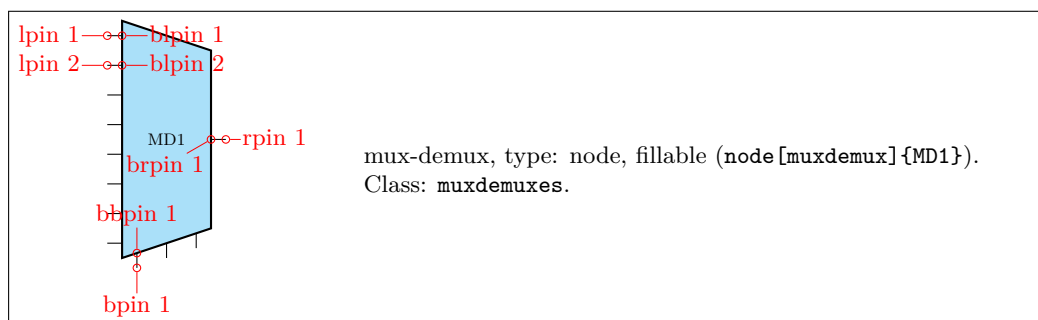 lpin 1
blpin 1
lpin 2
blpin 2
MD1
rpin 1
brpin 1
mux-demux, type: node, fillable (node[muxdemux]{MD1}).
Class: muxdemuxes.
bbpin 1
bpin 1